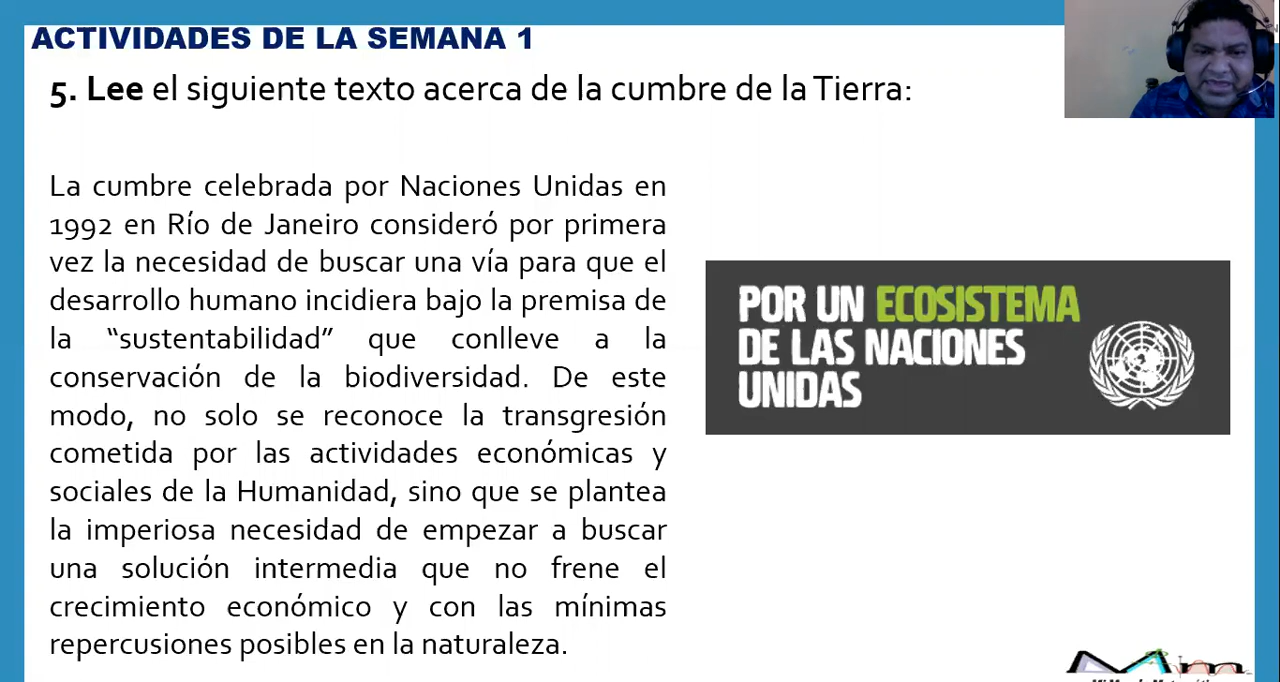 ACTIVIDADES DE LA SEMANA 1
5. Lee el siguiente texto acerca de la cumbre de la Tierra:
La cumbre celebrada por Naciones Unidas en
1992 en Río de Janeiro consideró por primera
vez la necesidad de buscar una vía para que el
desarrollo humano incidiera bajo la premisa de
la “sustentabilidad” que conlleve a la
conservación de la biodiversidad. De este
modo, no solo se reconoce la transgresión
cometida por las actividades económicas y
sociales de la Humanidad, sino que se plantea
la imperiosa necesidad de empezar a buscar
una solución intermedia que no frene el
crecimiento económico y con las mínimas
repercusiones posibles en la naturaleza.
POR UN ECOSISTEMA
DE LAS NACIONES
UNIDAS